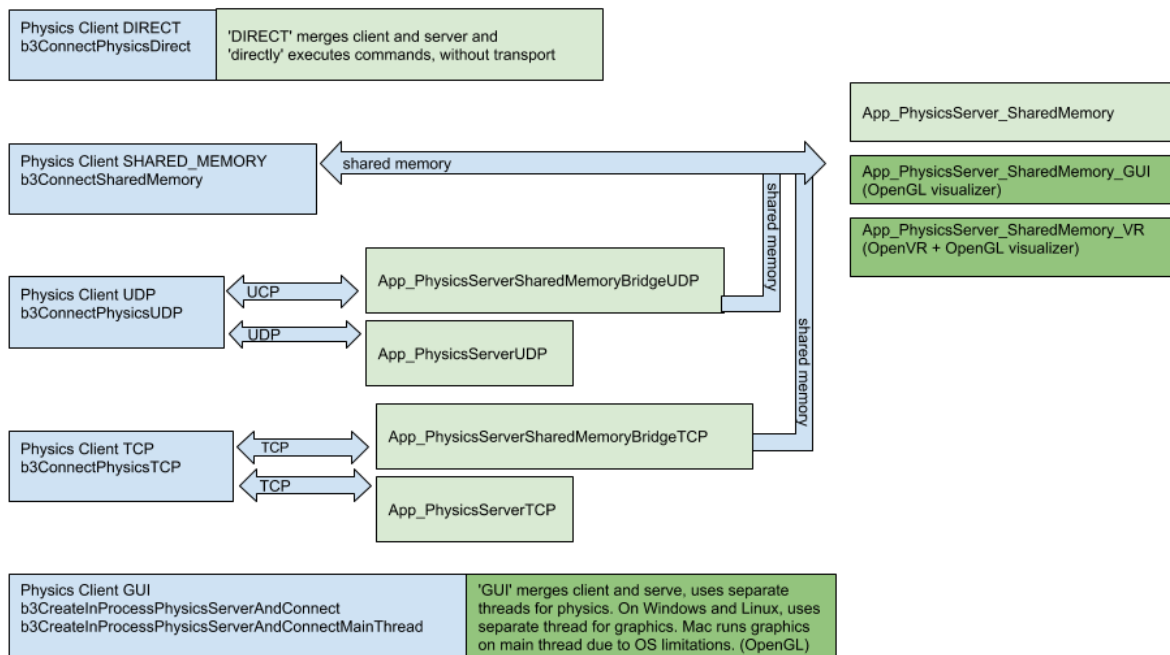 Physics Client DIRECT
b3ConnectPhysicsDirect
'DIRECT' merges client and server and
'directly' executes commands, without transport
App_PhysicsServer_SharedMemory
Physics Client SHARED_MEMORY
b3ConnectSharedMemory
shared memory
App_PhysicsServer_SharedMemory_GUI
(OpenGL visualizer)
App_PhysicsServer_SharedMemory_VR
(OpenVR + OpenGL visualizer)
shared memory
shared memory
Physics Client UDP
b3ConnectPhysicsUDP
UCP
UDP
App_PhysicsServerSharedMemoryBridgeUDP
App_PhysicsServerUDP
Physics Client TCP
b3ConnectPhysicsTCP
TCP
TCP
App_PhysicsServerSharedMemoryBridgeTCP
App_PhysicsServerTCP
Physics Client GUI
b3CreateInProcessPhysicsServerAndConnect
b3CreateInProcessPhysicsServerAndConnectMainThread
'GUI' merges client and serve, uses separate
threads for physics. On Windows and Linux, uses
separate thread for graphics. Mac runs graphics
on main thread due to OS limitations. (OpenGL)